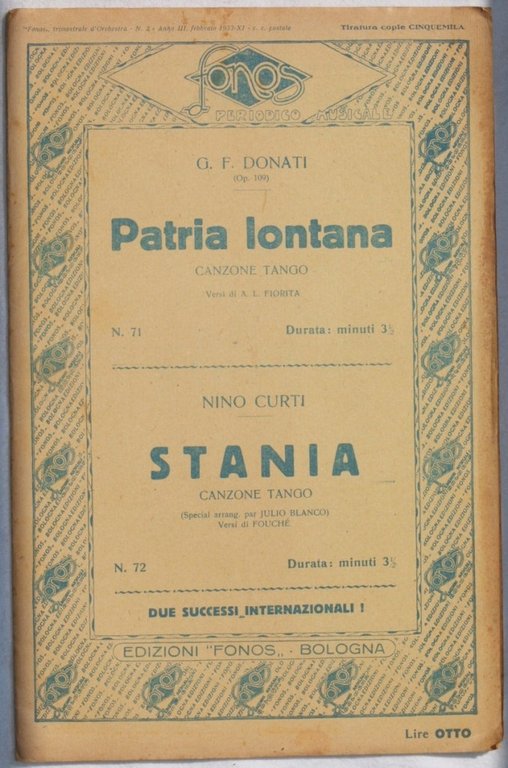 "Fonos„ trimestrale d'Orchestra - N. 2 - Anno III. febbraio 1933-XI - c. c. postale
Tiratura copie CINQUEMILA
fonos
PERIODICO MUSICALE
G. F. DONATI
(Op. 109)
Patria lontana
CANZONE TANGO
Versi di A. L. FIORITA
N. 71 Durata: minuti 3½
NINO CURTI
STANIA
CANZONE TANGO
(Special arrang. par JULIO BLANCO)
Versi di FOUCHÉ
N. 72 Durata: minuti 3½
DUE SUCCESSI INTERNAZIONALI !
EDIZIONI "FONOS„ - BOLOGNA
Lire OTTO